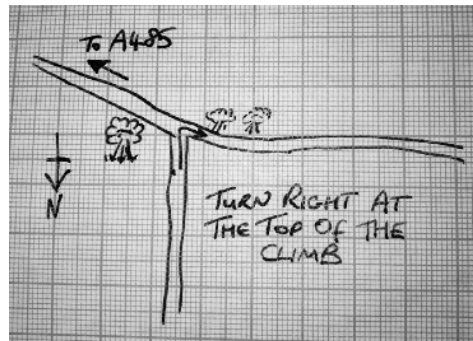 To A485
N
TURN RIGHT AT
THE TOP OF THE
CLIMB